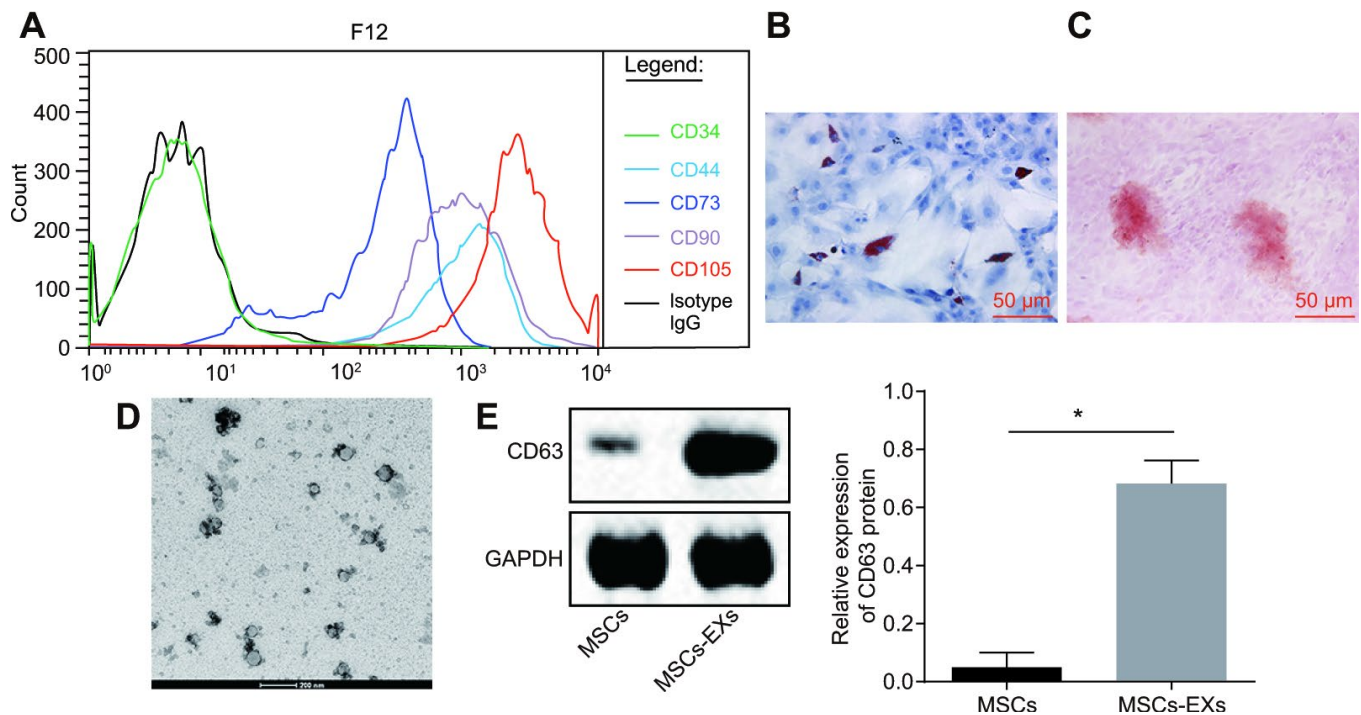 A
F12
500
400
300
200
100
0
Count
10⁰
10¹
10²
10³
10⁴
Legend:
CD34
CD44
CD73
CD90
CD105
Isotype
IgG
B
50 µm
C
50 µm
D
200 nm
E
CD63
GAPDH
MSCs
MSCs-EXs
Relative expression
of CD63 protein
1.0
0.8
0.6
0.4
0.2
0.0
*
MSCs
MSCs-EXs